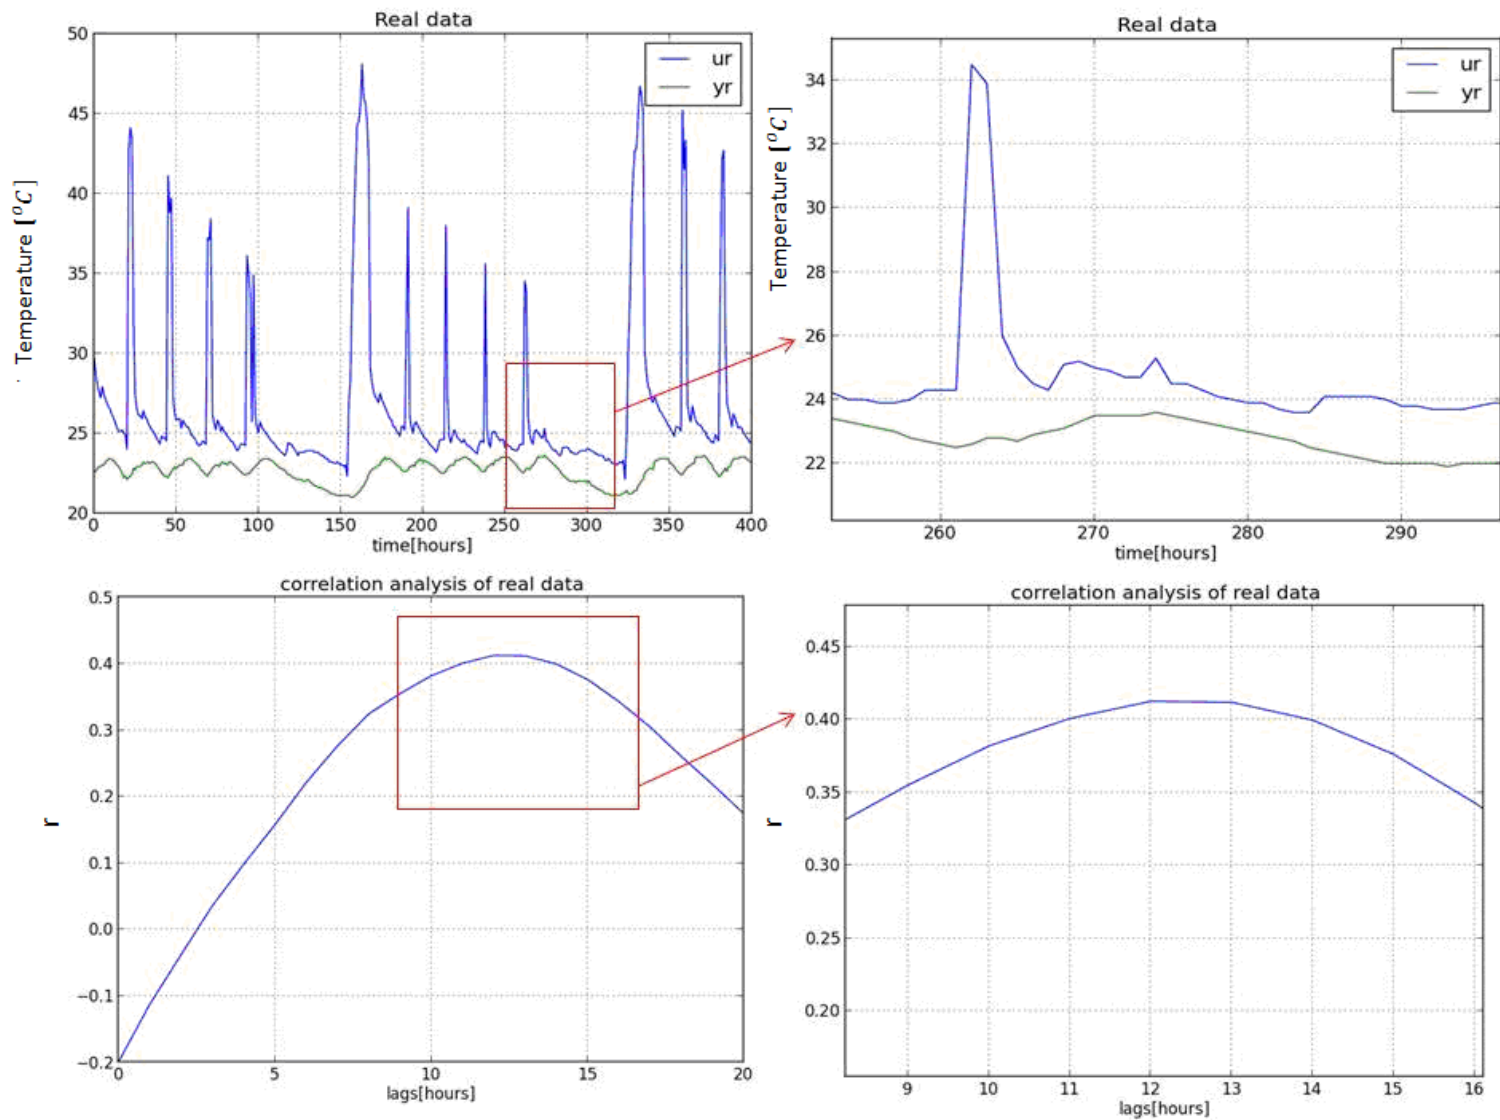 Real data
50
45
40
35
30
25
20
0 50 100 150 200 250 300 350 400
time[hours]
Temperature [°C]
ur
yr
Real data
34
32
30
28
26
24
22
260 270 280 290
time[hours]
Temperature [°C]
ur
yr
correlation analysis of real data
0.5
0.4
0.3
0.2
0.1
0.0
−0.1
−0.2
0 5 10 15 20
lags[hours]
r
correlation analysis of real data
0.45
0.40
0.35
0.30
0.25
0.20
9 10 11 12 13 14 15 16
lags[hours]
r